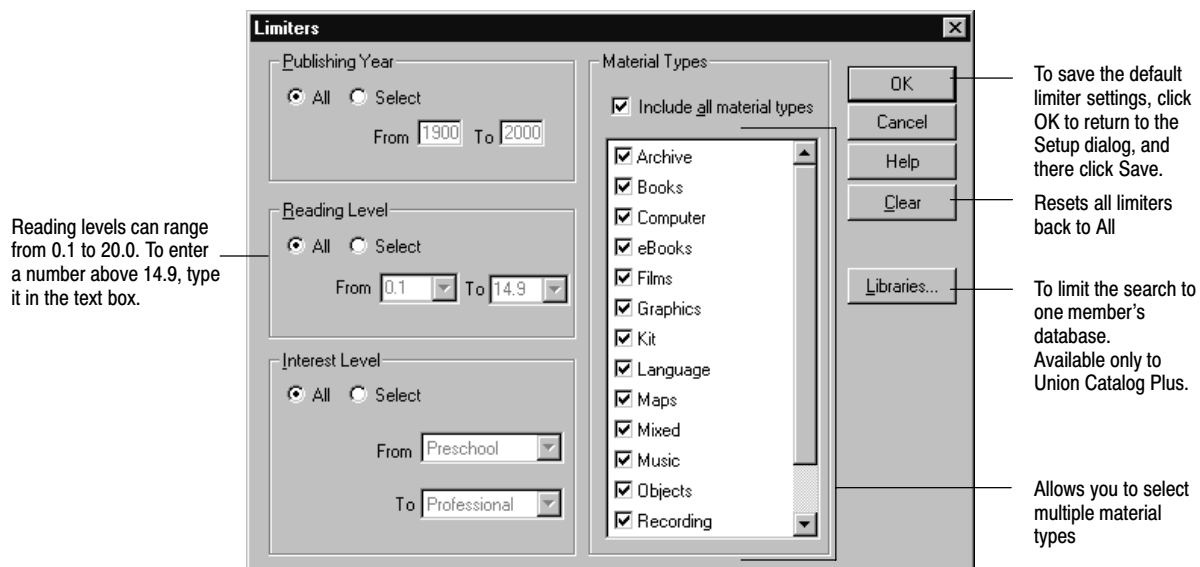 Limiters
Publishing Year
All Select
From 1900 To 2000
Reading Level
All Select
From 0.1 To 14.9
Interest Level
All Select
From Preschool
To Professional
Material Types
Include all material types
Archive
Books
Computer
eBooks
Films
Graphics
Kit
Language
Maps
Mixed
Music
Objects
Recording
OK
Cancel
Help
Clear
Libraries...
Reading levels can range
from 0.1 to 20.0. To enter
a number above 14.9, type
it in the text box.
To save the default
limiter settings, click
OK to return to the
Setup dialog, and
there click Save.
Resets all limiters
back to All
To limit the search to
one member’s
database.
Available only to
Union Catalog Plus.
Allows you to select
multiple material
types